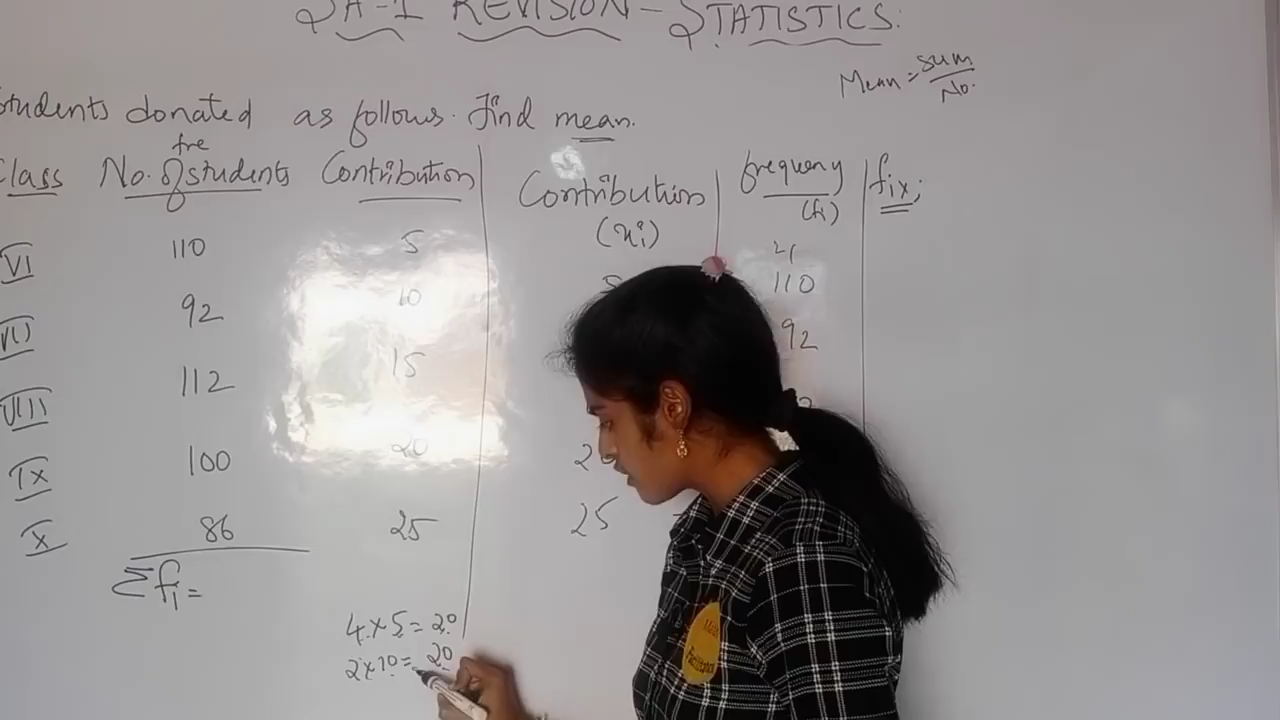 SA-I REVISION - STATISTICS:
Mean = sum / No.
Students donated as follows. Find mean.
fre
Class No. of students Contribution Contribution (xi) frequency (fi) fixi
VI 110 5 110
VII 92 10 92
VIII 112 15
IX 100 20
X 86 25 25
Σfi =
4 x 5 = 20
2 x 10 = 20